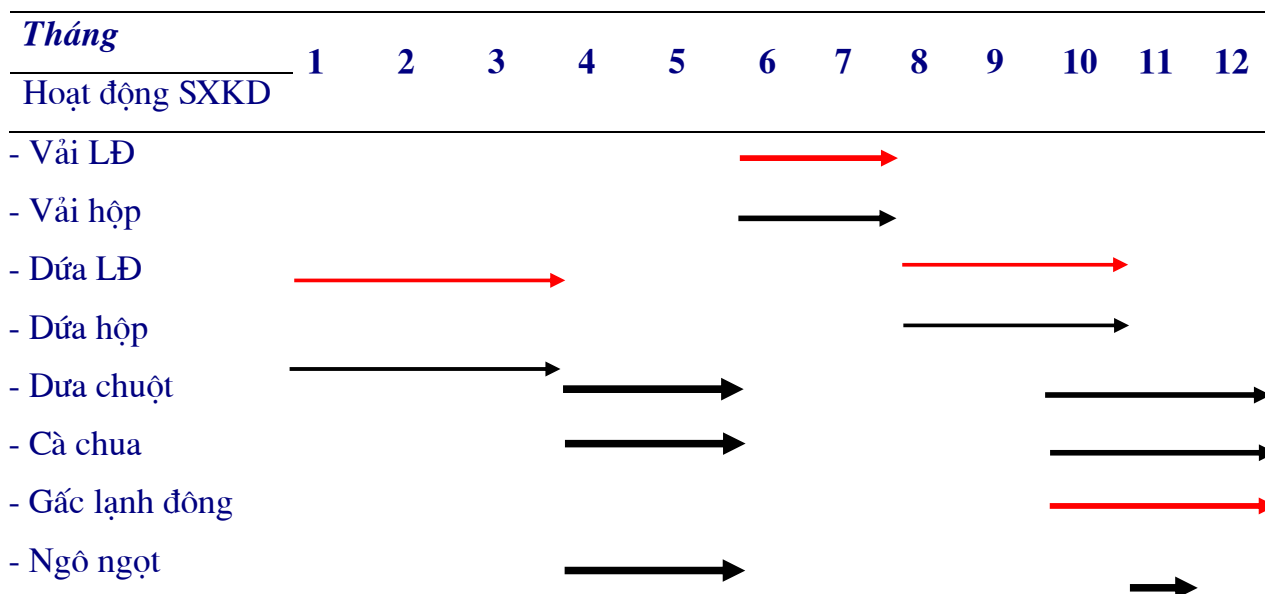 Tháng
1 2 3 4 5 6 7 8 9 10 11 12
Hoạt động SXKD
- Vải LĐ
- Vải hộp
- Dứa LĐ
- Dứa hộp
- Dưa chuột
- Cà chua
- Gấc lạnh đông
- Ngô ngọt